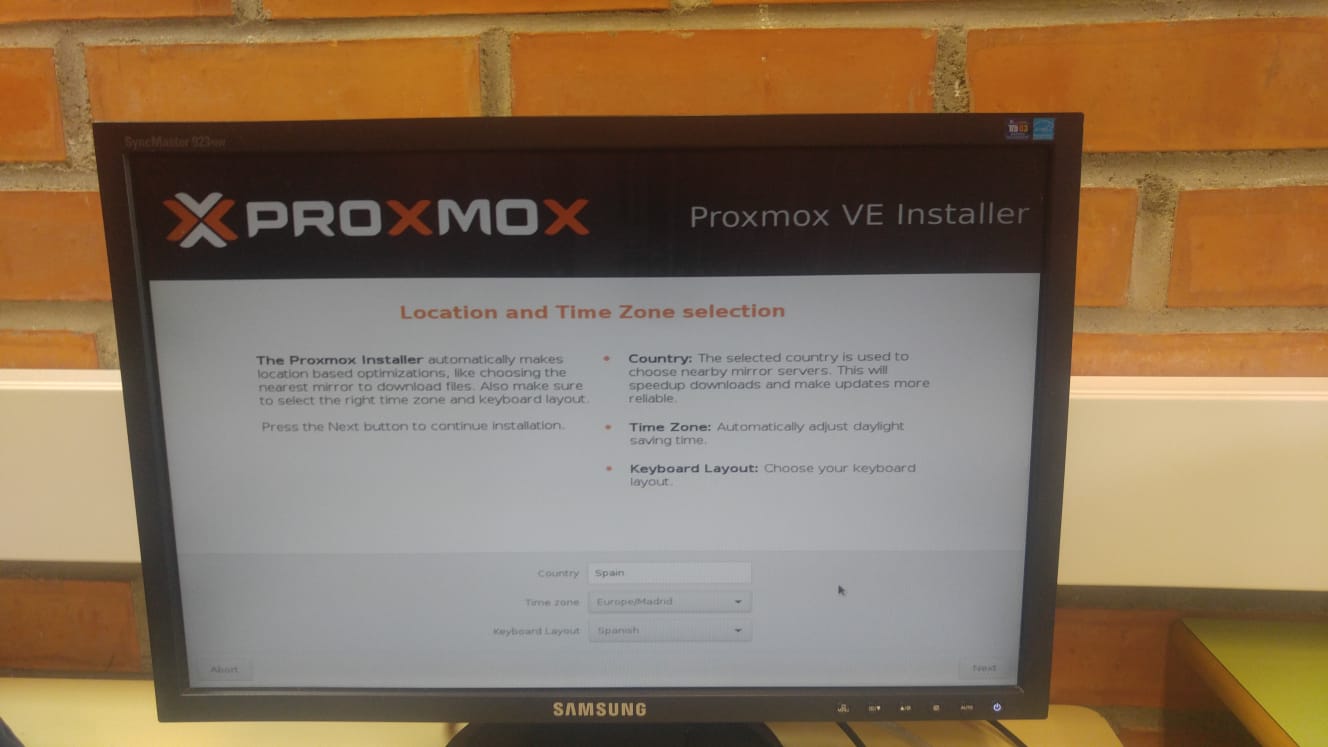 SyncMaster 923nw
PROXMOX
Proxmox VE Installer
Location and Time Zone selection
The Proxmox Installer automatically makes
location based optimizations, like choosing the
nearest mirror to download files. Also make sure
to select the right time zone and keyboard layout.
Press the Next button to continue installation.
Country: The selected country is used to
choose nearby mirror servers. This will
speedup downloads and make updates more
reliable.
Time Zone: Automatically adjust daylight
saving time.
Keyboard Layout: Choose your keyboard
layout.
Country Spain
Time zone Europe/Madrid
Keyboard Layout Spanish
Abort
Next
SAMSUNG
AUTO